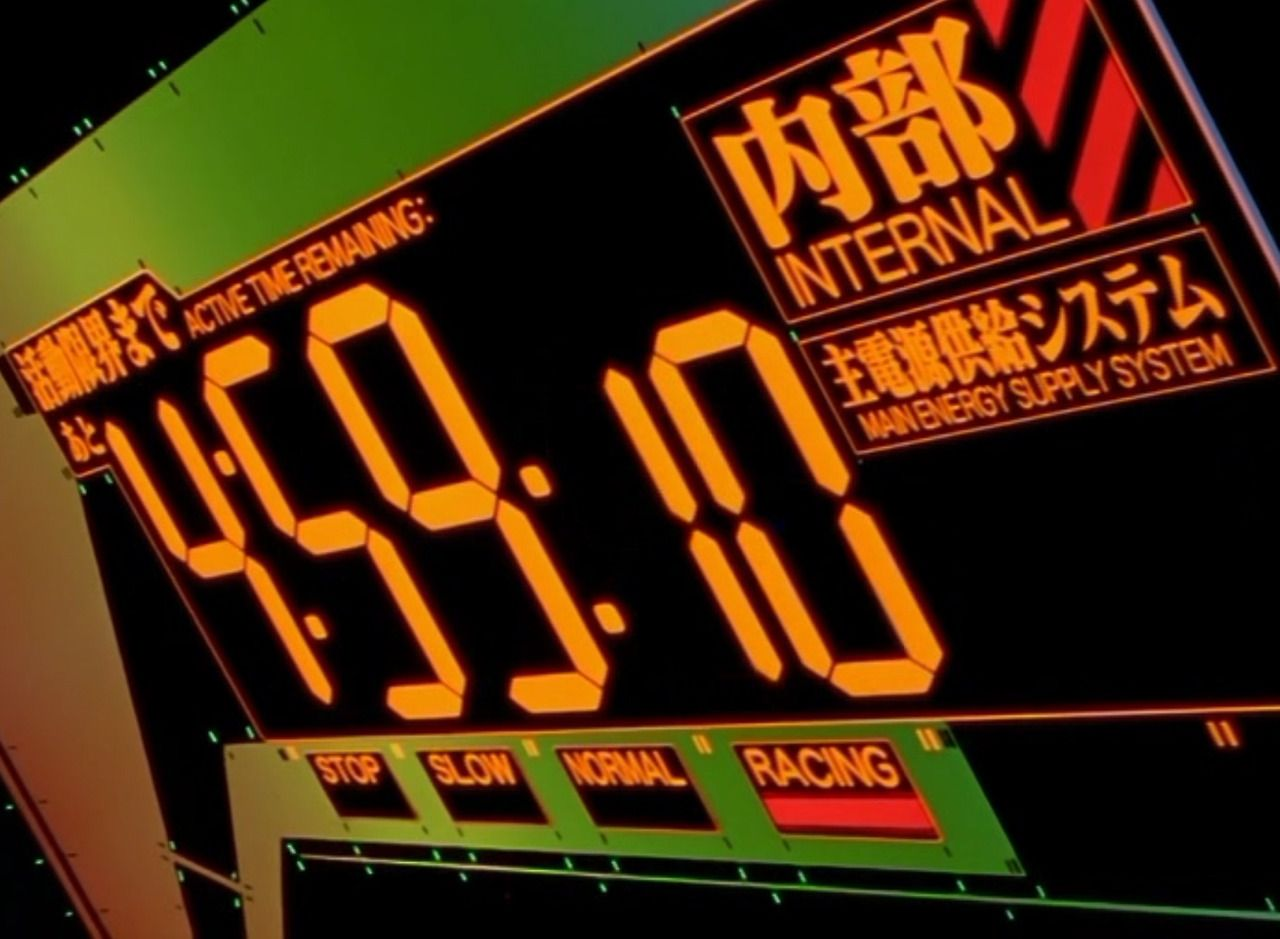 内部
INTERNAL
主電源供給システム
MAIN ENERGY SUPPLY SYSTEM
活動限界まで
ACTIVE TIME REMAINING:
あと
4:59:10
STOP
SLOW
NORMAL
RACING